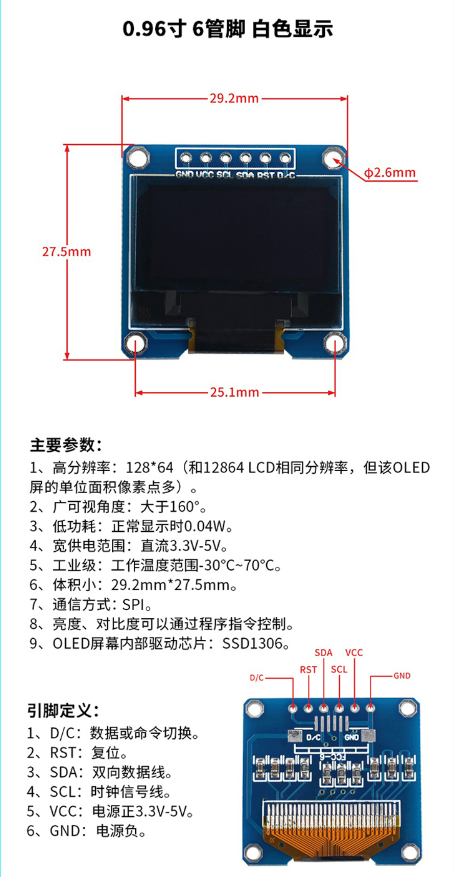 0.96寸 6管脚 白色显示
29.2mm
GND VCC SCL SDA RST D/C
φ2.6mm
27.5mm
25.1mm
主要参数：
1、高分辨率：128*64（和12864 LCD相同分辨率，但该OLED
屏的单位面积像素点多）。
2、广可视角度：大于160°。
3、低功耗：正常显示时0.04W。
4、宽供电范围：直流3.3V-5V。
5、工业级：工作温度范围-30℃~70℃。
6、体积小：29.2mm*27.5mm。
7、通信方式：SPI。
8、亮度、对比度可以通过程序指令控制。
9、OLED屏幕内部驱动芯片：SSD1306。
SDA VCC
D/C RST SCL GND
引脚定义：
1、D/C：数据或命令切换。
2、RST：复位。
3、SDA：双向数据线。
4、SCL：时钟信号线。
5、VCC：电源正3.3V-5V。
6、GND：电源负。
D/C GND
FCC-6